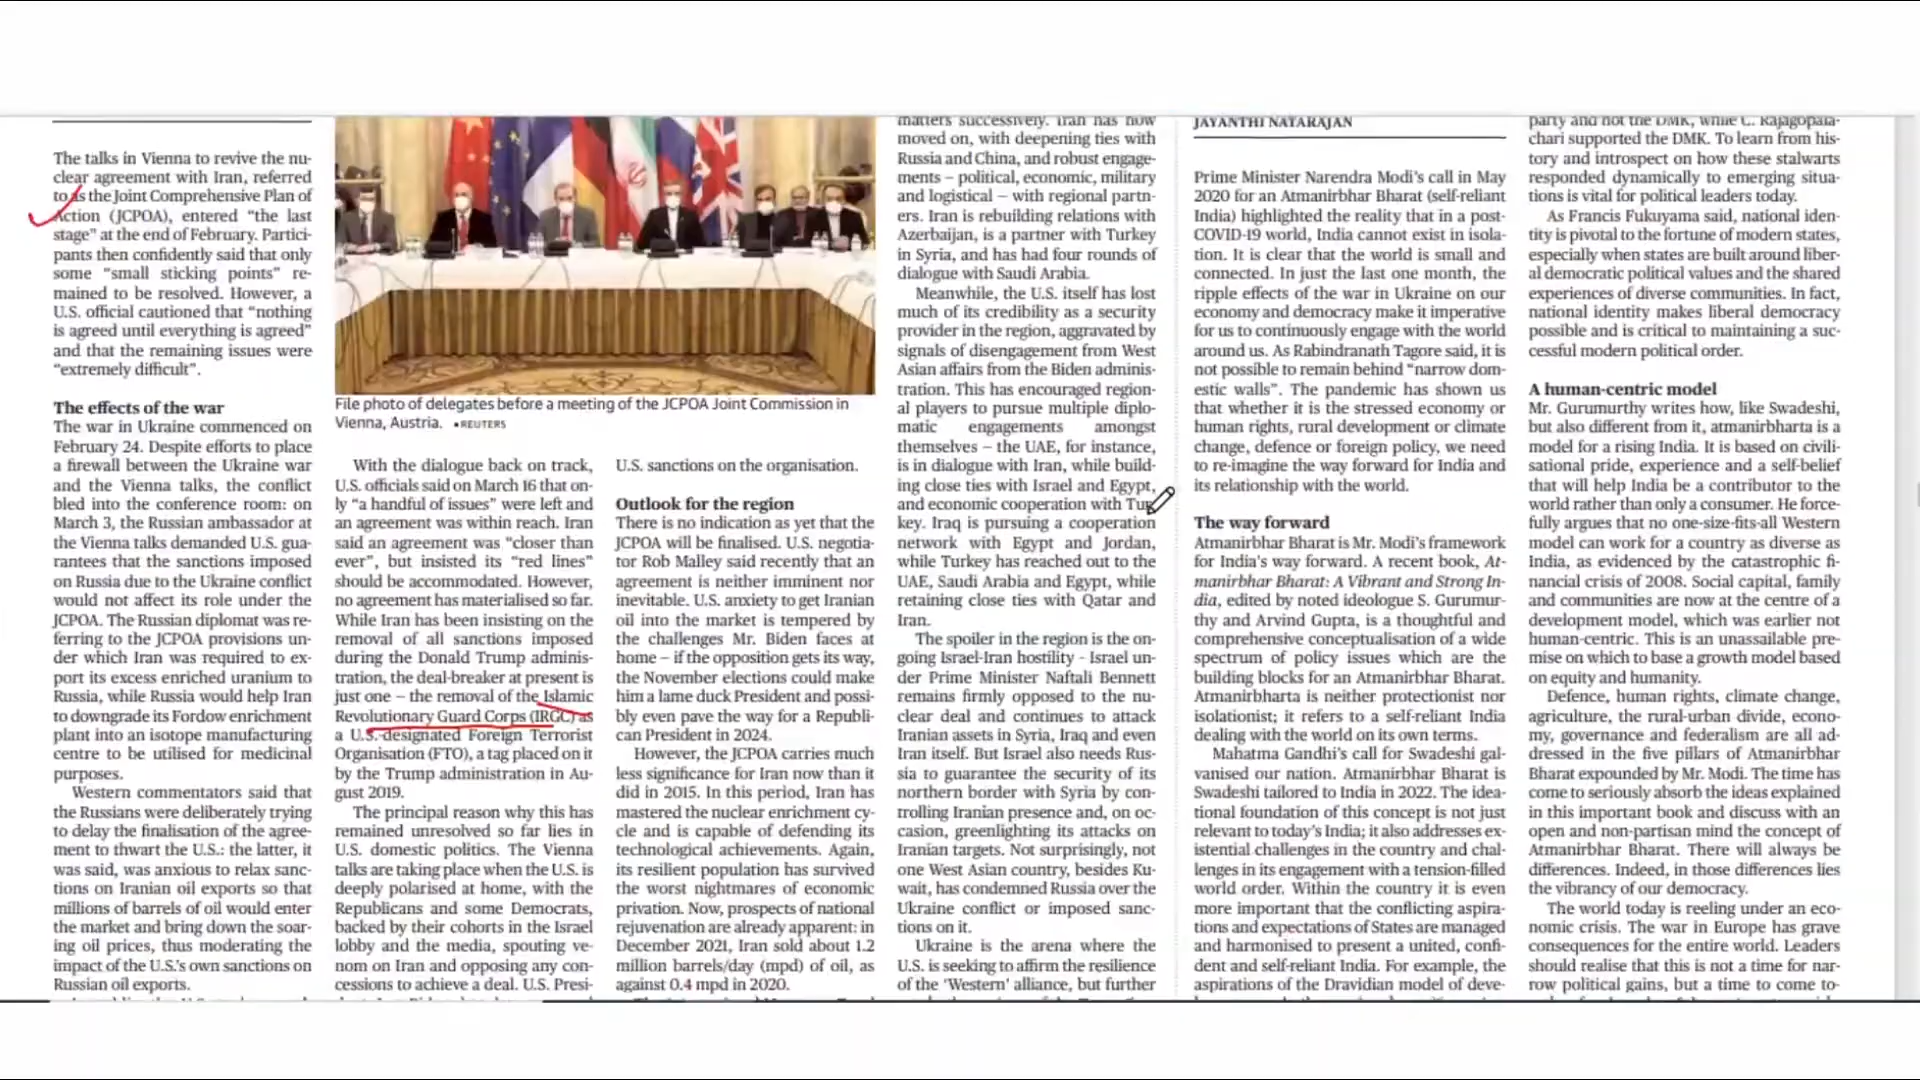 The talks in Vienna to revive the nu-
clear agreement with Iran, referred
to as the Joint Comprehensive Plan of
Action (JCPOA), entered “the last
stage” at the end of February. Partici-
pants then confidently said that only
some “small sticking points” re-
mained to be resolved. However, a
U.S. official cautioned that “nothing
is agreed until everything is agreed”
and that the remaining issues were
“extremely difficult”.
The effects of the war
The war in Ukraine commenced on
February 24. Despite efforts to place
a firewall between the Ukraine war
and the Vienna talks, the conflict
bled into the conference room: on
March 3, the Russian ambassador at
the Vienna talks demanded U.S. gua-
rantees that the sanctions imposed
on Russia due to the Ukraine conflict
would not affect its role under the
JCPOA. The Russian diplomat was re-
ferring to the JCPOA provisions un-
der which Iran was required to ex-
port its excess enriched uranium to
Russia, while Russia would help Iran
to downgrade its Fordow enrichment
plant into an isotope manufacturing
centre to be utilised for medicinal
purposes.
Western commentators said that
the Russians were deliberately trying
to delay the finalisation of the agree-
ment to thwart the U.S.: the latter, it
was said, was anxious to relax sanc-
tions on Iranian oil exports so that
millions of barrels of oil would enter
the market and bring down the soar-
ing oil prices, thus moderating the
impact of the U.S.’s own sanctions on
Russian oil exports.
File photo of delegates before a meeting of the JCPOA Joint Commission in
Vienna, Austria. •REUTERS
With the dialogue back on track,
U.S. officials said on March 16 that on-
ly “a handful of issues” were left and
an agreement was within reach. Iran
said an agreement was “closer than
ever”, but insisted its “red lines”
should be accommodated. However,
no agreement has materialised so far.
While Iran has been insisting on the
removal of all sanctions imposed
during the Donald Trump adminis-
tration, the deal-breaker at present is
just one – the removal of the Islamic
Revolutionary Guard Corps (IRGC) as
a U.S.-designated Foreign Terrorist
Organisation (FTO), a tag placed on it
by the Trump administration in Au-
gust 2019.
The principal reason why this has
remained unresolved so far lies in
U.S. domestic politics. The Vienna
talks are taking place when the U.S. is
deeply polarised at home, with the
Republicans and some Democrats,
backed by their cohorts in the Israel
lobby and the media, spouting ve-
nom on Iran and opposing any con-
cessions to achieve a deal. U.S. Presi-
U.S. sanctions on the organisation.
Outlook for the region
There is no indication as yet that the
JCPOA will be finalised. U.S. negotia-
tor Rob Malley said recently that an
agreement is neither imminent nor
inevitable. U.S. anxiety to get Iranian
oil into the market is tempered by
the challenges Mr. Biden faces at
home – if the opposition gets its way,
the November elections could make
him a lame duck President and possi-
bly even pave the way for a Republi-
can President in 2024.
However, the JCPOA carries much
less significance for Iran now than it
did in 2015. In this period, Iran has
mastered the nuclear enrichment cy-
cle and is capable of defending its
technological achievements. Again,
its resilient population has survived
the worst nightmares of economic
privation. Now, prospects of national
rejuvenation are already apparent: in
December 2021, Iran sold about 1.2
million barrels/day (mpd) of oil, as
against 0.4 mpd in 2020.
matters successively. Iran has now
moved on, with deepening ties with
Russia and China, and robust engage-
ments – political, economic, military
and logistical – with regional partn-
ers. Iran is rebuilding relations with
Azerbaijan, is a partner with Turkey
in Syria, and has had four rounds of
dialogue with Saudi Arabia.
Meanwhile, the U.S. itself has lost
much of its credibility as a security
provider in the region, aggravated by
signals of disengagement from West
Asian affairs from the Biden adminis-
tration. This has encouraged region-
al players to pursue multiple diplo-
matic engagements amongst
themselves – the UAE, for instance,
is in dialogue with Iran, while build-
ing close ties with Israel and Egypt,
and economic cooperation with Tur-
key. Iraq is pursuing a cooperation
network with Egypt and Jordan,
while Turkey has reached out to the
UAE, Saudi Arabia and Egypt, while
retaining close ties with Qatar and
Iran.
The spoiler in the region is the on-
going Israel-Iran hostility - Israel un-
der Prime Minister Naftali Bennett
remains firmly opposed to the nu-
clear deal and continues to attack
Iranian assets in Syria, Iraq and even
Iran itself. But Israel also needs Rus-
sia to guarantee the security of its
northern border with Syria by con-
trolling Iranian presence and, on oc-
casion, greenlighting its attacks on
Iranian targets. Not surprisingly, not
one West Asian country, besides Ku-
wait, has condemned Russia over the
Ukraine conflict or imposed sanc-
tions on it.
Ukraine is the arena where the
U.S. is seeking to affirm the resilience
of the ‘Western’ alliance, but further
JAYANTHI NATARAJAN
Prime Minister Narendra Modi’s call in May
2020 for an Atmanirbhar Bharat (self-reliant
India) highlighted the reality that in a post-
COVID-19 world, India cannot exist in isola-
tion. It is clear that the world is small and
connected. In just the last one month, the
ripple effects of the war in Ukraine on our
economy and democracy make it imperative
for us to continuously engage with the world
around us. As Rabindranath Tagore said, it is
not possible to remain behind “narrow dom-
estic walls”. The pandemic has shown us
that whether it is the stressed economy or
human rights, rural development or climate
change, defence or foreign policy, we need
to re-imagine the way forward for India and
its relationship with the world.
The way forward
Atmanirbhar Bharat is Mr. Modi’s framework
for India’s way forward. A recent book, At-
manirbhar Bharat: A Vibrant and Strong In-
dia, edited by noted ideologue S. Gurumur-
thy and Arvind Gupta, is a thoughtful and
comprehensive conceptualisation of a wide
spectrum of policy issues which are the
building blocks for an Atmanirbhar Bharat.
Atmanirbharta is neither protectionist nor
isolationist; it refers to a self-reliant India
dealing with the world on its own terms.
Mahatma Gandhi’s call for Swadeshi gal-
vanised our nation. Atmanirbhar Bharat is
Swadeshi tailored to India in 2022. The idea-
tional foundation of this concept is not just
relevant to today’s India; it also addresses ex-
istential challenges in the country and chal-
lenges in its engagement with a tension-filled
world order. Within the country it is even
more important that the conflicting aspira-
tions and expectations of States are managed
and harmonised to present a united, confi-
dent and self-reliant India. For example, the
aspirations of the Dravidian model of deve-
party and not the DMK, while C. Rajagopala-
chari supported the DMK. To learn from his-
tory and introspect on how these stalwarts
responded dynamically to emerging situa-
tions is vital for political leaders today.
As Francis Fukuyama said, national iden-
tity is pivotal to the fortune of modern states,
especially when states are built around liber-
al democratic political values and the shared
experiences of diverse communities. In fact,
national identity makes liberal democracy
possible and is critical to maintaining a suc-
cessful modern political order.
A human-centric model
Mr. Gurumurthy writes how, like Swadeshi,
but also different from it, atmanirbharta is a
model for a rising India. It is based on civili-
sational pride, experience and a self-belief
that will help India be a contributor to the
world rather than only a consumer. He force-
fully argues that no one-size-fits-all Western
model can work for a country as diverse as
India, as evidenced by the catastrophic fi-
nancial crisis of 2008. Social capital, family
and communities are now at the centre of a
development model, which was earlier not
human-centric. This is an unassailable pre-
mise on which to base a growth model based
on equity and humanity.
Defence, human rights, climate change,
agriculture, the rural-urban divide, econo-
my, governance and federalism are all ad-
dressed in the five pillars of Atmanirbhar
Bharat expounded by Mr. Modi. The time has
come to seriously absorb the ideas explained
in this important book and discuss with an
open and non-partisan mind the concept of
Atmanirbhar Bharat. There will always be
differences. Indeed, in those differences lies
the vibrancy of our democracy.
The world today is reeling under an eco-
nomic crisis. The war in Europe has grave
consequences for the entire world. Leaders
should realise that this is not a time for nar-
row political gains, but a time to come to-